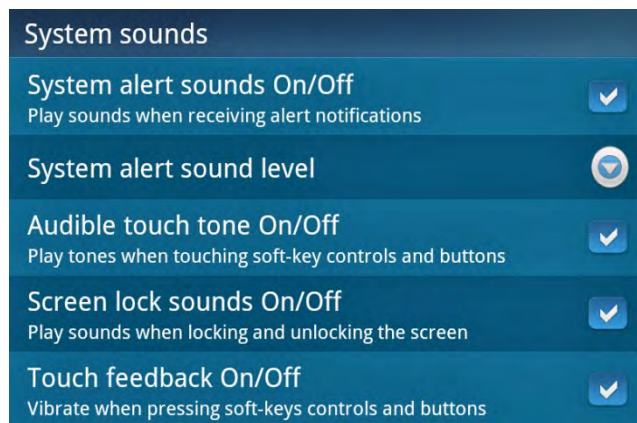 System sounds
System alert sounds On/Off
Play sounds when receiving alert notifications
System alert sound level
Audible touch tone On/Off
Play tones when touching soft-key controls and buttons
Screen lock sounds On/Off
Play sounds when locking and unlocking the screen
Touch feedback On/Off
Vibrate when pressing soft-keys controls and buttons